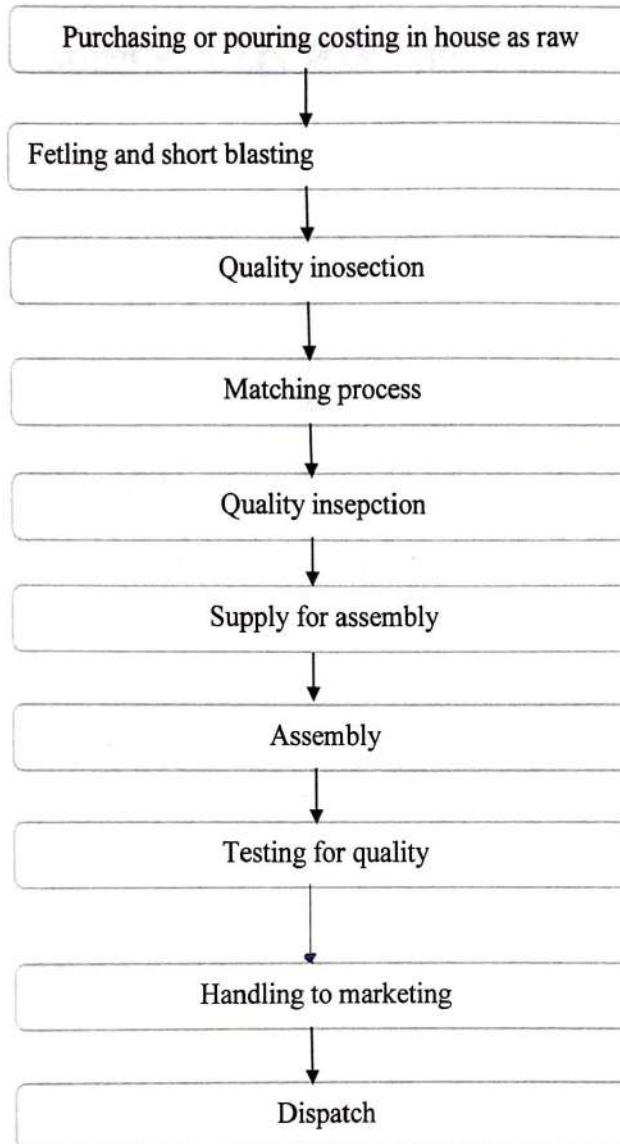 Purchasing or pouring costing in house as raw
Fetling and short blasting
Quality inosection
Matching process
Quality insepction
Supply for assembly
Assembly
Testing for quality
Handling to marketing
Dispatch